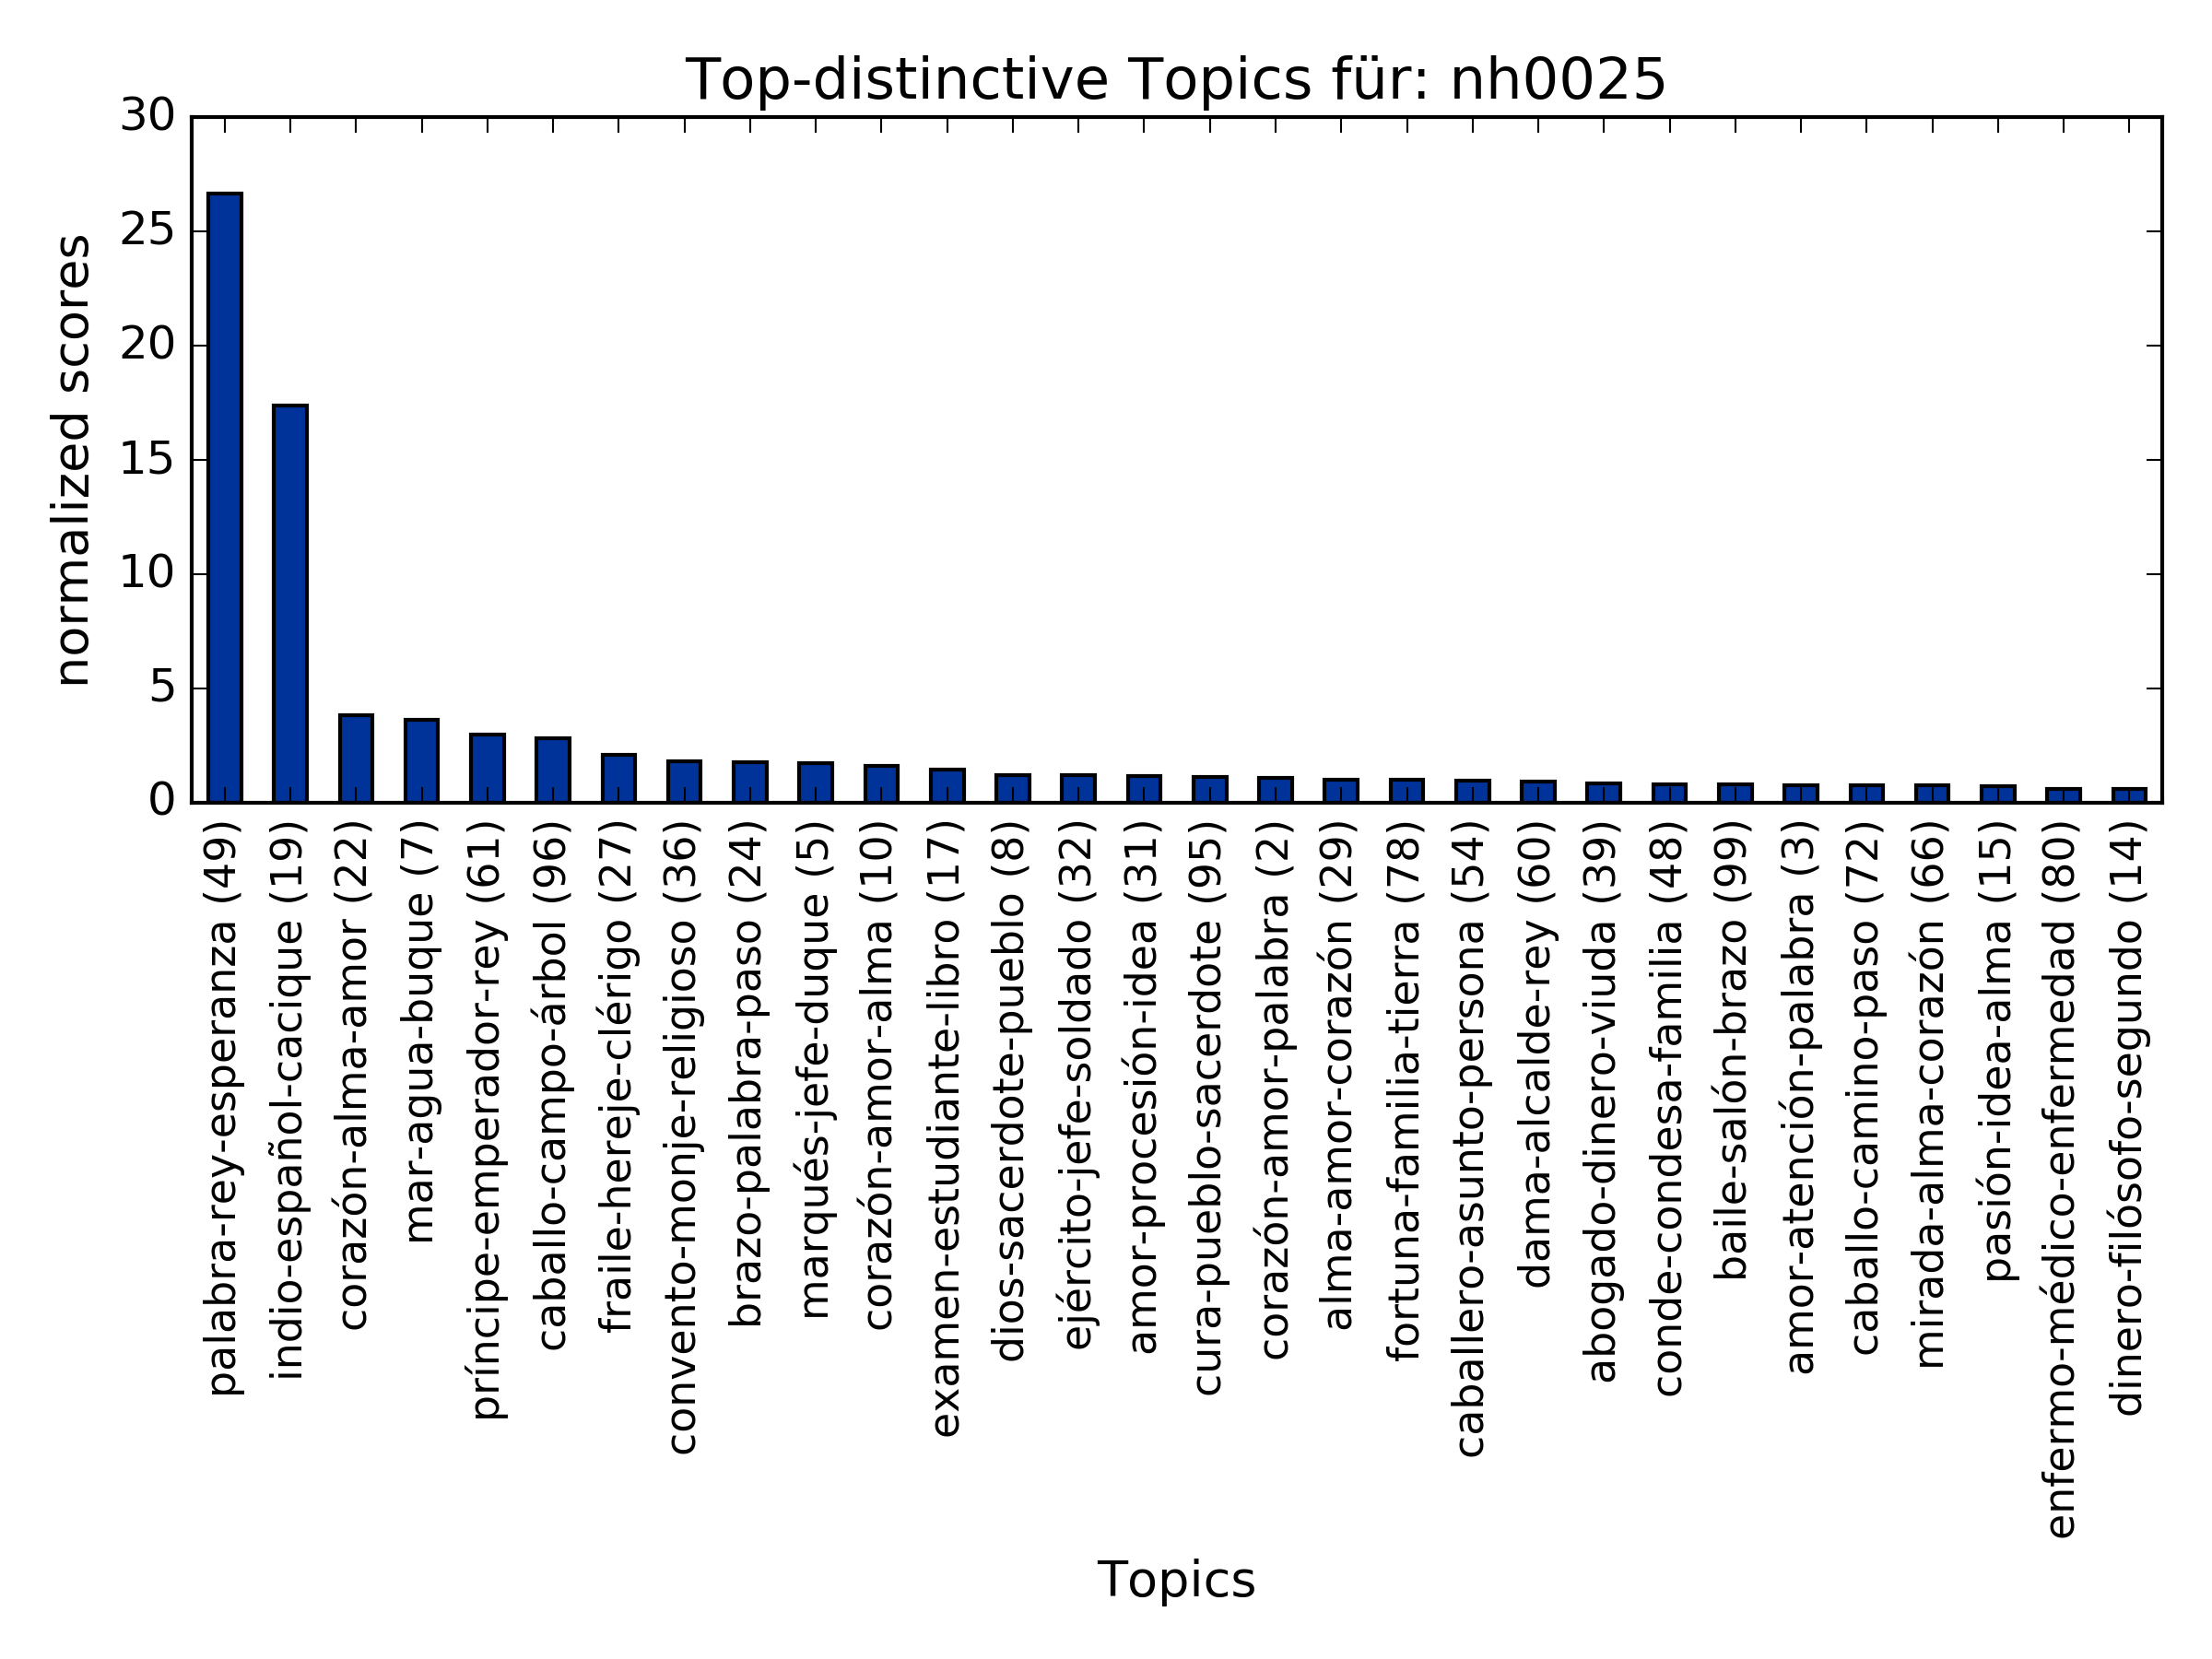 Top-distinctive Topics für: nh0025
normalized scores
30
25
20
15
10
5
0
palabra-rey-esperanza (49)
indio-español-cacique (19)
corazón-alma-amor (22)
mar-agua-buque (7)
príncipe-emperador-rey (61)
caballo-campo-árbol (96)
fraile-hereje-clérigo (27)
convento-monje-religioso (36)
brazo-palabra-paso (24)
marqués-jefe-duque (5)
corazón-amor-alma (10)
examen-estudiante-libro (17)
dios-sacerdote-pueblo (8)
ejército-jefe-soldado (32)
amor-procesión-idea (31)
cura-pueblo-sacerdote (95)
corazón-amor-palabra (2)
alma-amor-corazón (29)
fortuna-familia-tierra (78)
caballero-asunto-persona (54)
dama-alcalde-rey (60)
abogado-dinero-viuda (39)
conde-condesa-familia (48)
baile-salón-brazo (99)
amor-atención-palabra (3)
caballo-camino-paso (72)
mirada-alma-corazón (66)
pasión-idea-alma (15)
enfermo-médico-enfermedad (80)
dinero-filósofo-segundo (14)
Topics